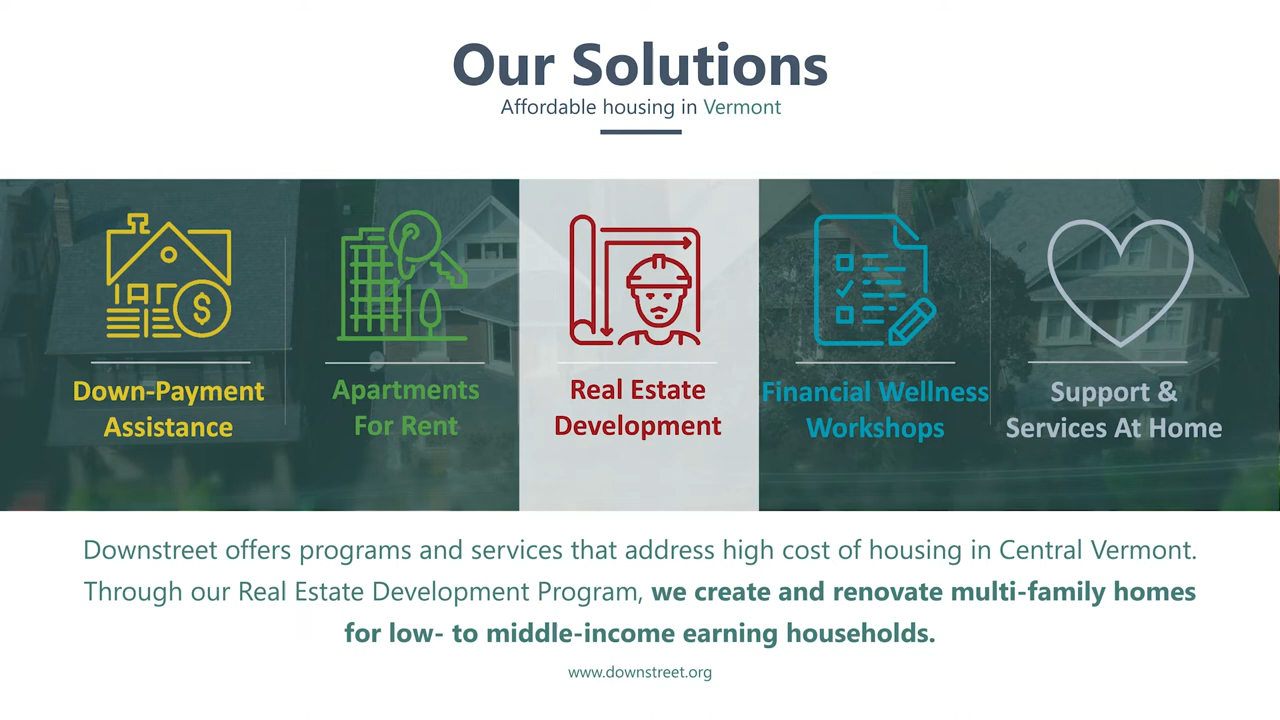 Our Solutions
Affordable housing in Vermont
$
Down-Payment
Assistance
Apartments
For Rent
Real Estate
Development
Financial Wellness
Workshops
Support &
Services At Home
Downstreet offers programs and services that address high cost of housing in Central Vermont.
Through our Real Estate Development Program, we create and renovate multi-family homes
for low- to middle-income earning households.
www.downstreet.org